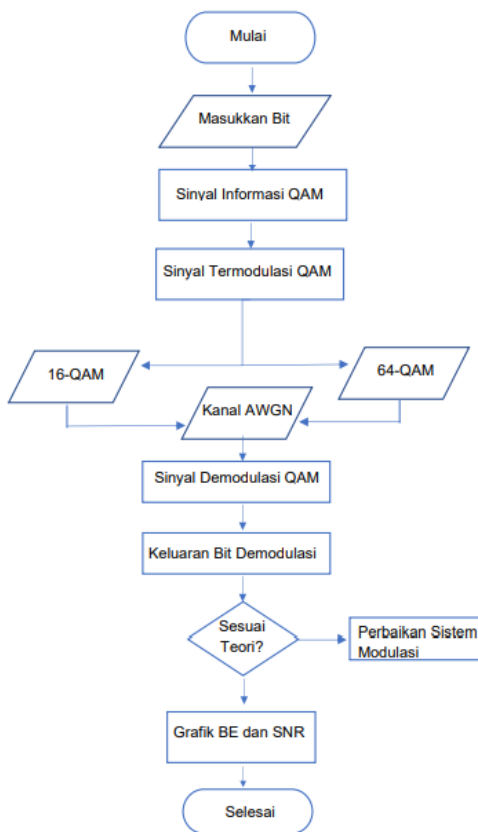 Mulai
Masukkan Bit
Sinyal Informasi QAM
Sinyal Termodulasi QAM
16-QAM
64-QAM
Kanal AWGN
Sinyal Demodulasi QAM
Keluaran Bit Demodulasi
Sesuai
Teori?
Perbaikan Sistem
Modulasi
Grafik BE dan SNR
Selesai